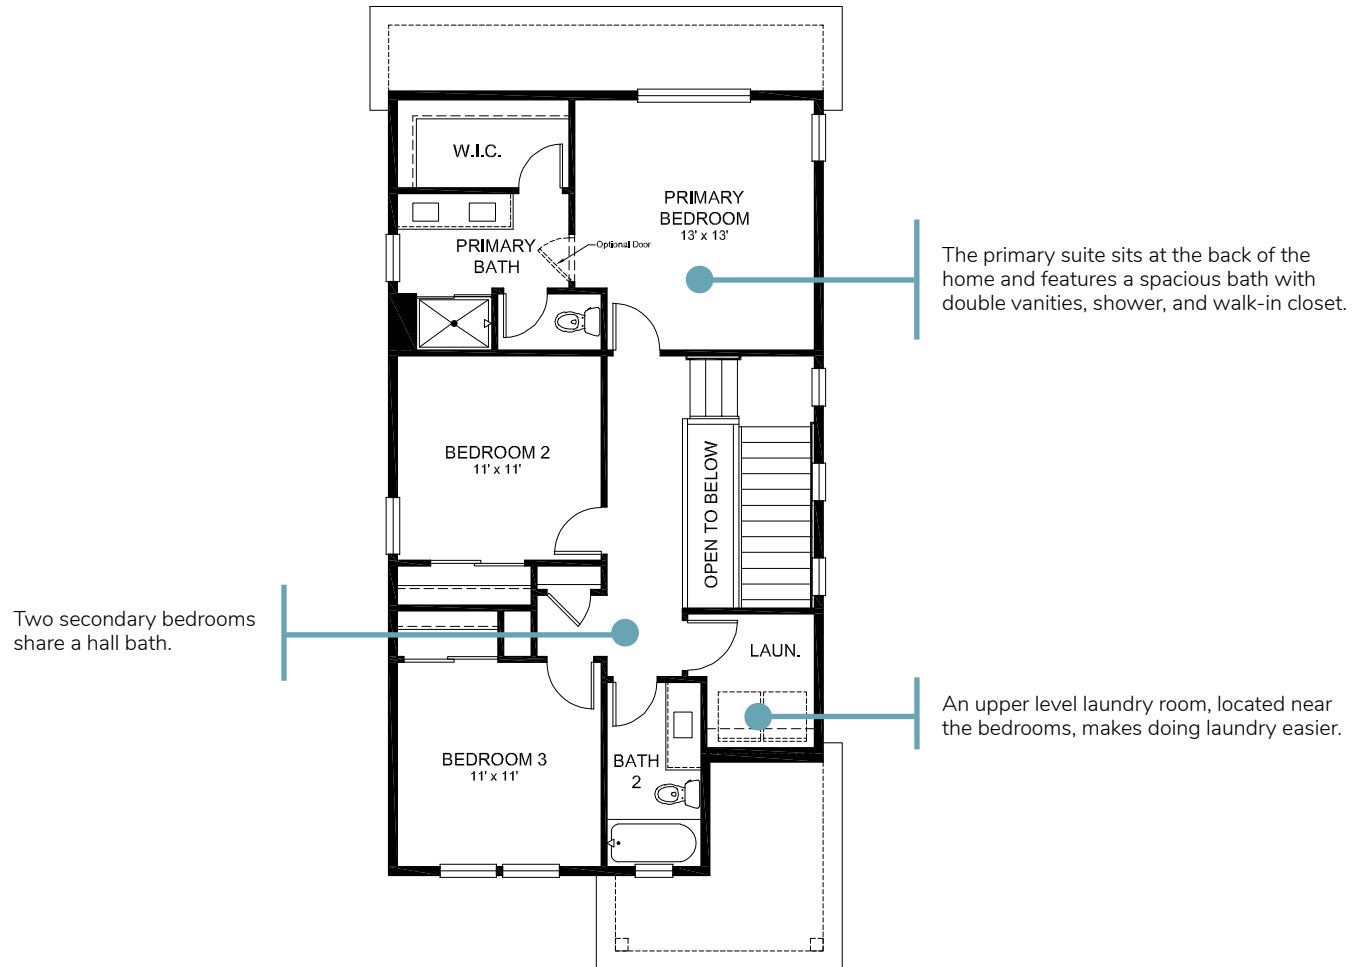 W.I.C.
PRIMARY
BEDROOM
13' x 13'
PRIMARY
BATH
Optional Door
The primary suite sits at the back of the
home and features a spacious bath with
double vanities, shower, and walk-in closet.
BEDROOM 2
11' x 11'
OPEN TO BELOW
Two secondary bedrooms
share a hall bath.
LAUN.
An upper level laundry room, located near
the bedrooms, makes doing laundry easier.
BEDROOM 3
11' x 11'
BATH
2